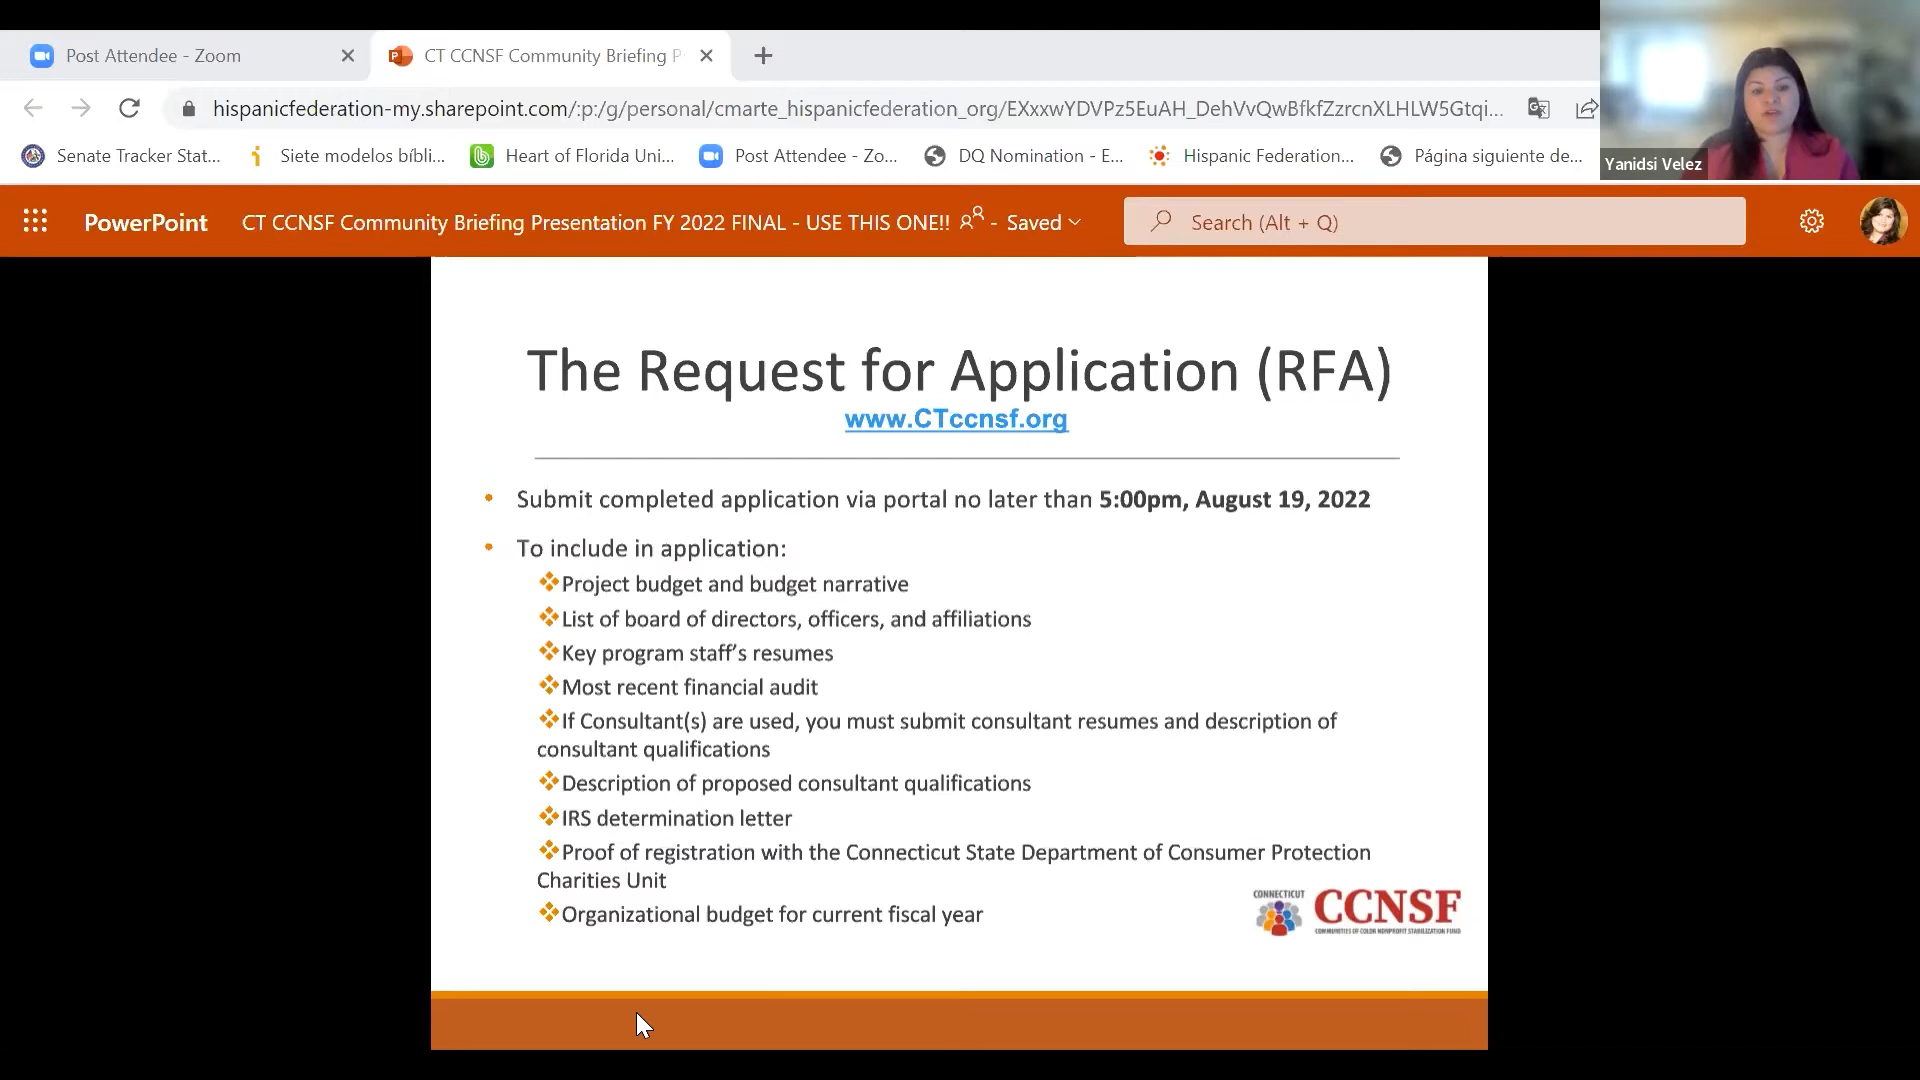 Post Attendee - Zoom
CT CCNSF Community Briefing P
hispanicfederation-my.sharepoint.com/:p:/g/personal/cmarte_hispanicfederation_org/EXxxwYDVPz5EuAH_DehVvQwBfkfZzrcnXLHLW5Gtqi...
Senate Tracker Stat... Siete modelos bíbli... Heart of Florida Uni... Post Attendee - Zo... DQ Nomination - E... Hispanic Federation... Página siguiente de...
Yanidsi Velez
PowerPoint CT CCNSF Community Briefing Presentation FY 2022 FINAL - USE THIS ONE!! - Saved
Search (Alt + Q)
The Request for Application (RFA)
www.CTccnsf.org
• Submit completed application via portal no later than 5:00pm, August 19, 2022
• To include in application:
❖Project budget and budget narrative
❖List of board of directors, officers, and affiliations
❖Key program staff’s resumes
❖Most recent financial audit
❖If Consultant(s) are used, you must submit consultant resumes and description of
consultant qualifications
❖Description of proposed consultant qualifications
❖IRS determination letter
❖Proof of registration with the Connecticut State Department of Consumer Protection
Charities Unit
❖Organizational budget for current fiscal year
CONNECTICUT
CCNSF
COMMUNITIES OF COLOR NONPROFIT STABILIZATION FUND